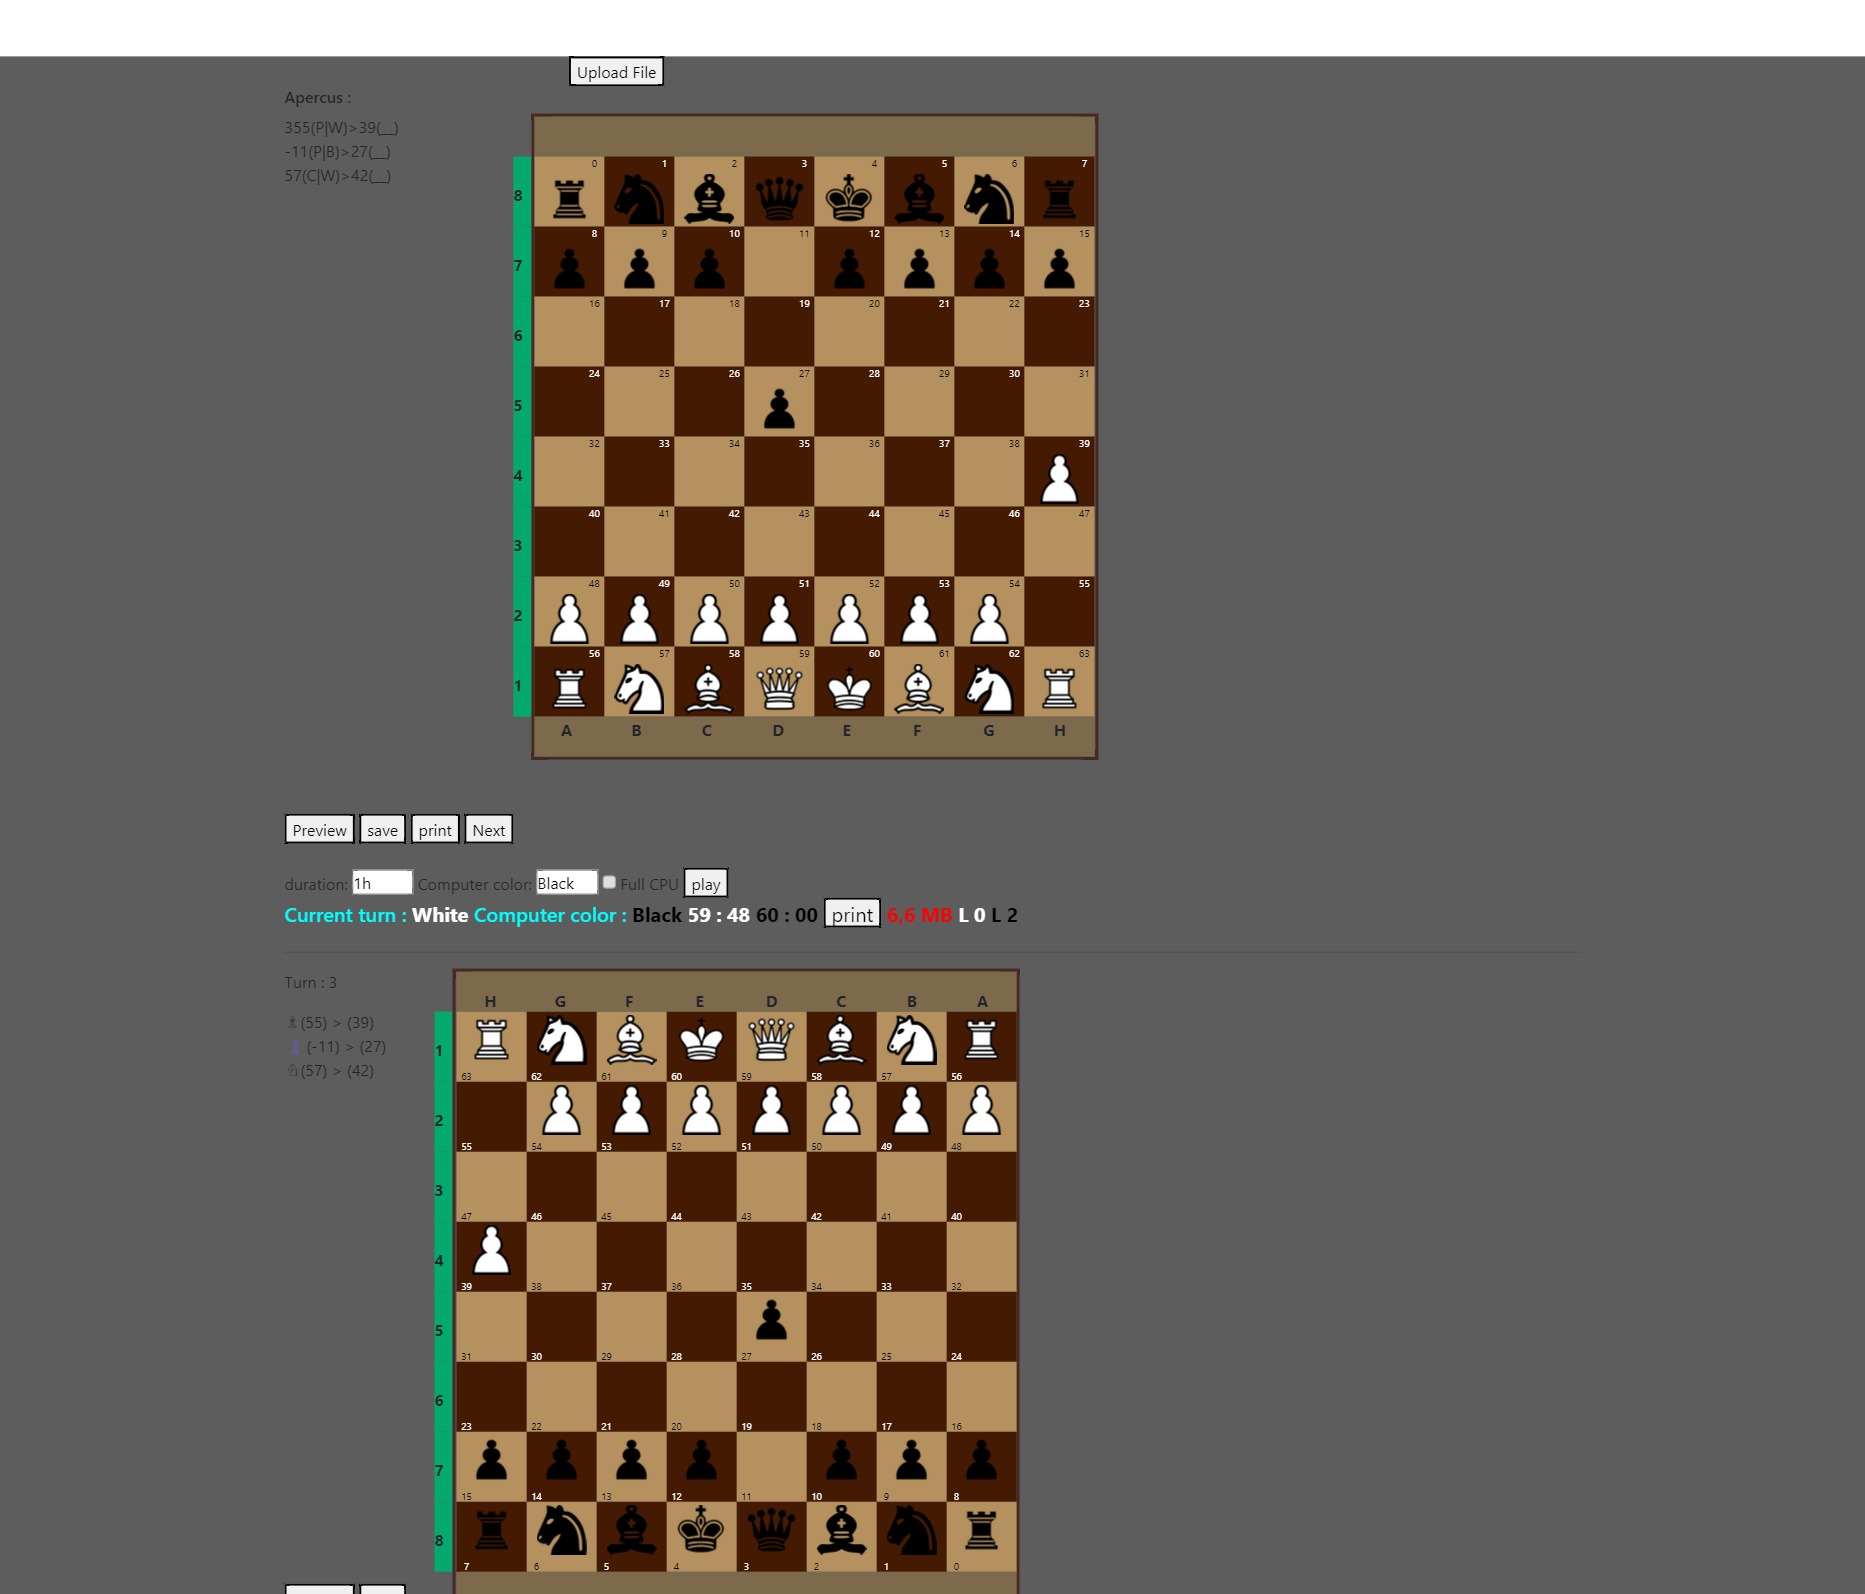 Upload File
Apercus :
355(P|W)>39(__)
-11(P|B)>27(__)
57(C|W)>42(__)
0 1 2 3 4 5 6 7
8
8 9 10 11 12 13 14 15
7
16 17 18 19 20 21 22 23
6
24 25 26 27 28 29 30 31
5
32 33 34 35 36 37 38 39
4
40 41 42 43 44 45 46 47
3
48 49 50 51 52 53 54 55
2
56 57 58 59 60 61 62 63
1
A B C D E F G H
Preview save print Next
duration: 1h Computer color: Black Full CPU play
Current turn : White Computer color : Black 59 : 48 60 : 00 print 6,6 MB L 0 L 2
Turn : 3
(55) > (39)
(-11) > (27)
(57) > (42)
H G F E D C B A
1
63 62 61 60 59 58 57 56
2
55 54 53 52 51 50 49 48
3
47 46 45 44 43 42 41 40
4
39 38 37 36 35 34 33 32
5
31 30 29 28 27 26 25 24
6
23 22 21 20 19 18 17 16
7
15 14 13 12 11 10 9 8
8
7 6 5 4 3 2 1 0